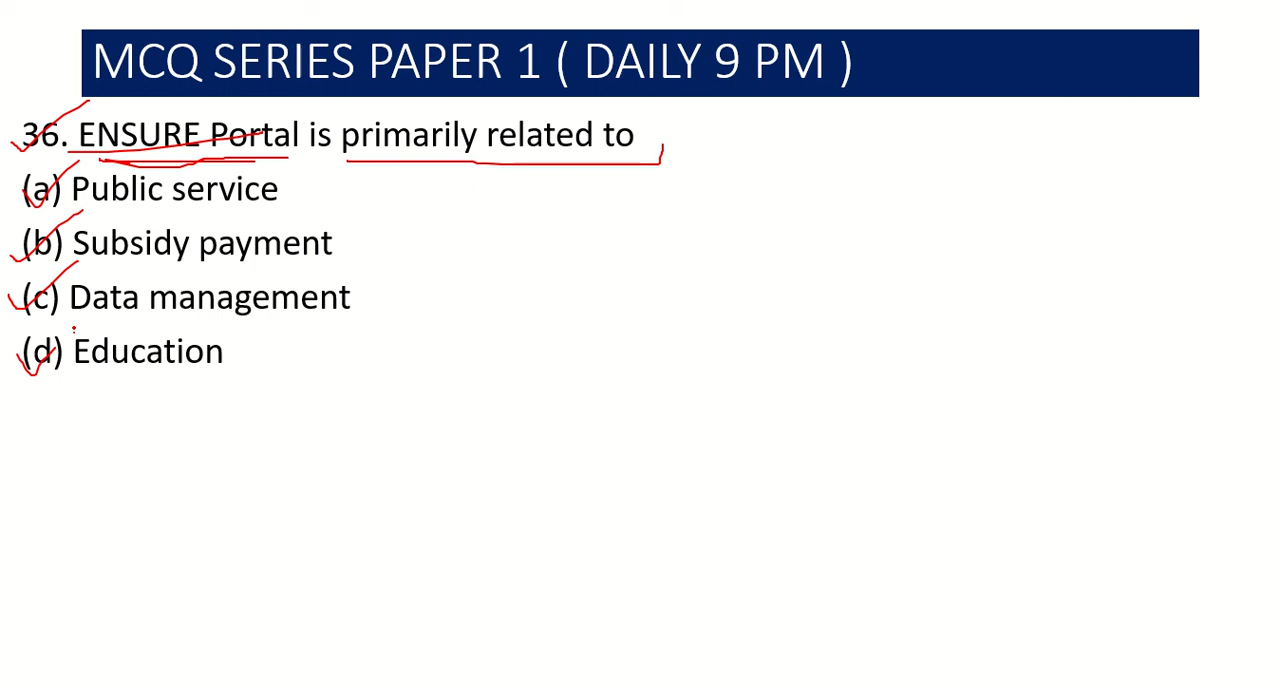 MCQ SERIES PAPER 1 ( DAILY 9 PM )
36. ENSURE Portal is primarily related to
(a) Public service
(b) Subsidy payment
(c) Data management
(d) Education